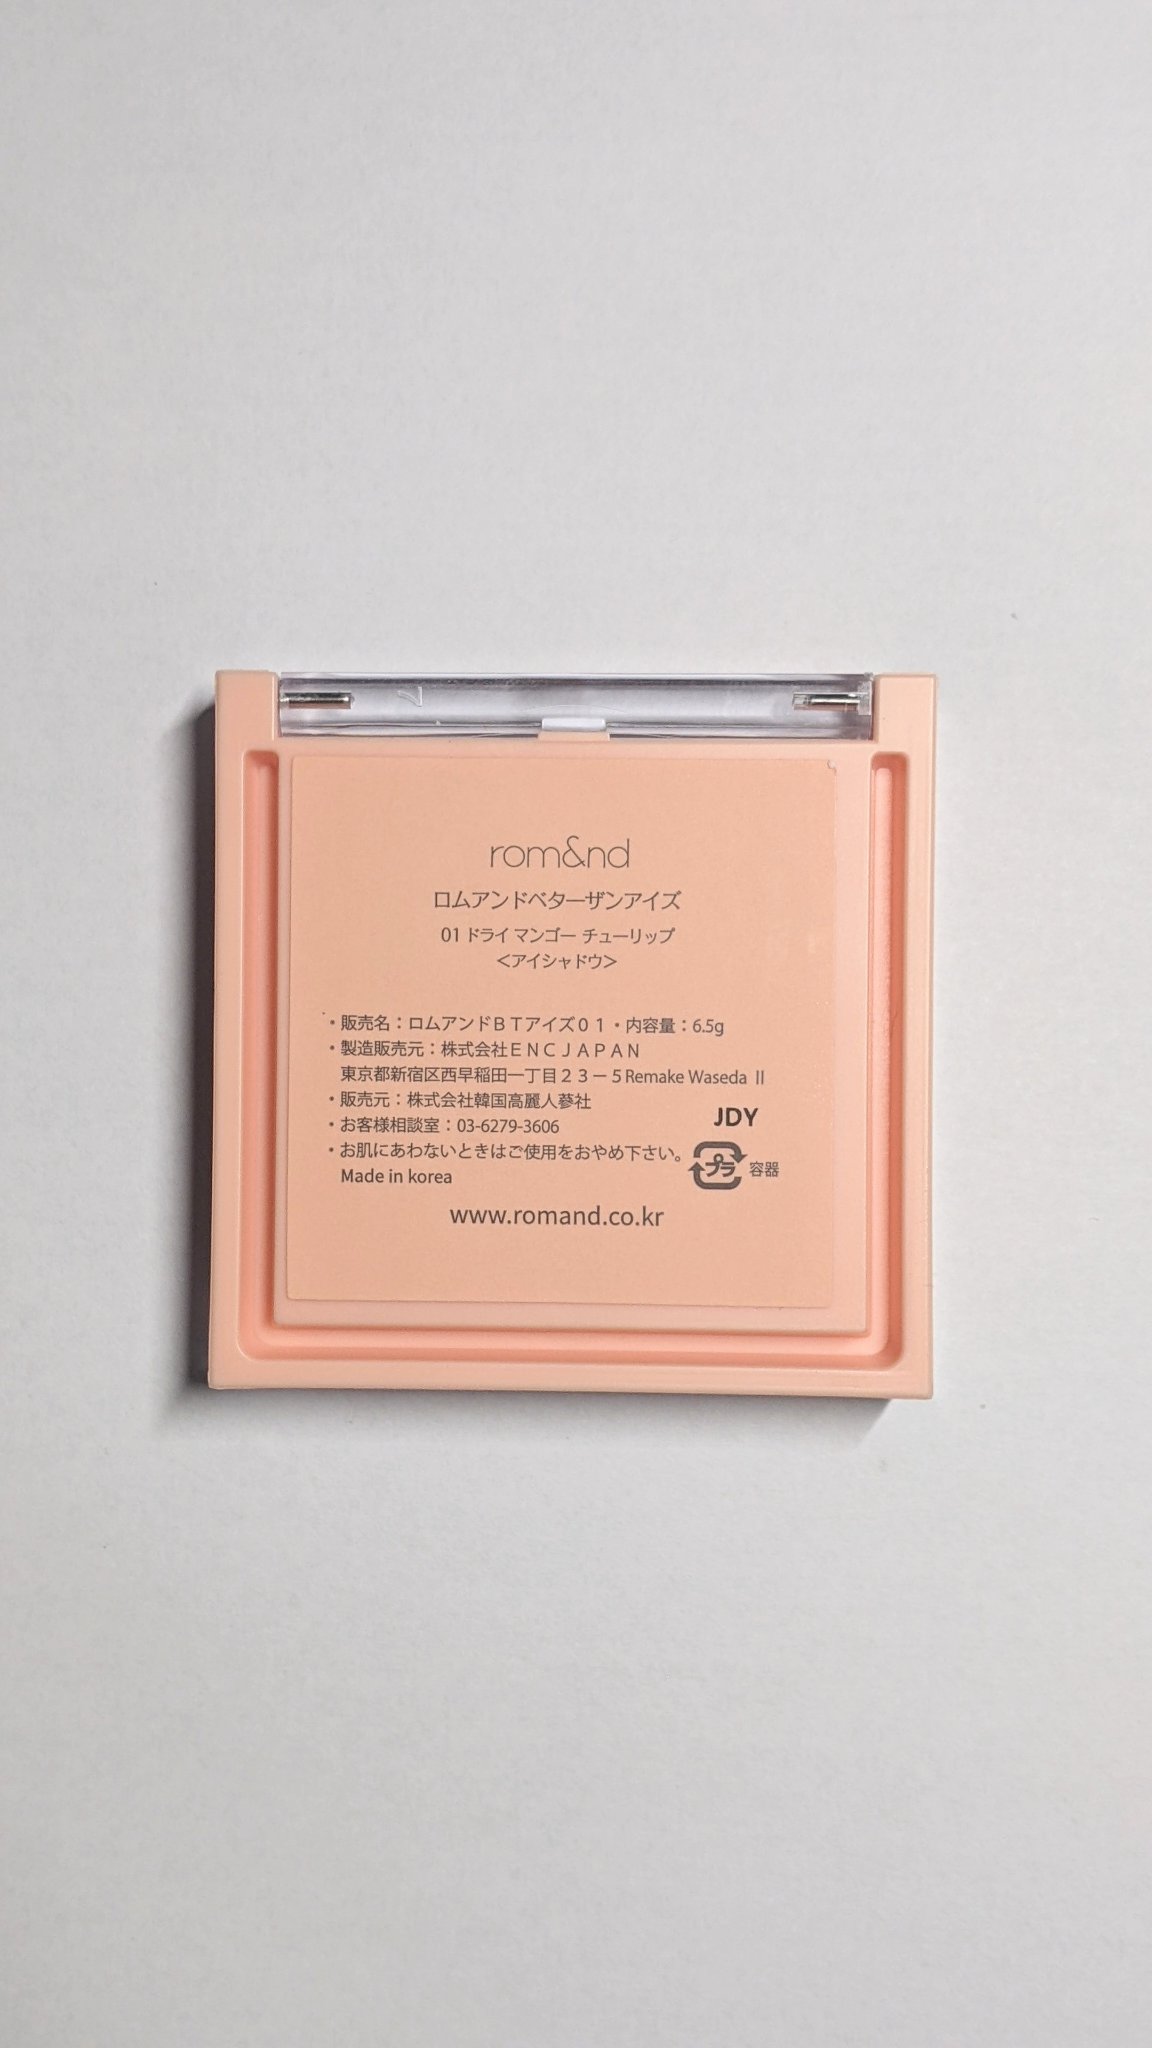 rom&nd
ロムアンドベターザンアイズ
01 ドライ マンゴー チューリップ
＜アイシャドウ＞
・販売名：ロムアンドＢＴアイズ０１・内容量：6.5g
・製造販売元：株式会社ＥＮＣＪＡＰＡＮ
東京都新宿区西早稲田一丁目２３－５Remake Waseda Ⅱ
・販売元：株式会社韓国高麗人蔘社
・お客様相談室：03-6279-3606
JDY
・お肌にあわないときはご使用をおやめ下さい。
プラ 容器
Made in korea
www.romand.co.kr